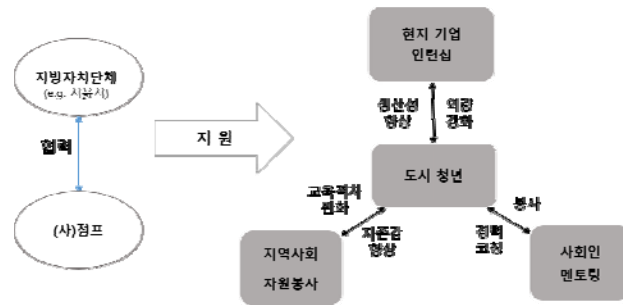 현지 기업
인턴십
지방자치단체
생산성
향상
역량
강화
협력
지 원
도시 청년
교육격차
완화
봉사
(사)점프
자존감
향상
경력
코칭
지역사회
자원봉사
사회인
멘토링